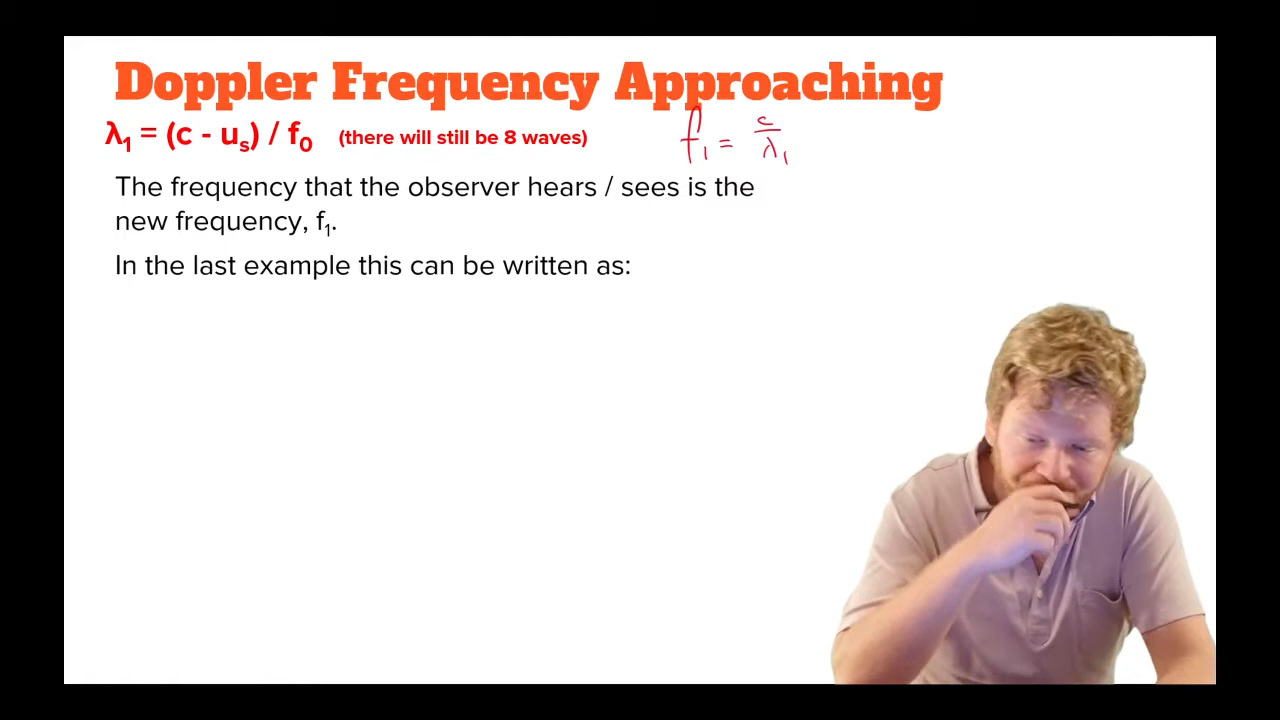 Doppler Frequency Approaching
λ₁ = (c - uₛ) / f₀ (there will still be 8 waves)
f₁ = c/λ₁
The frequency that the observer hears / sees is the
new frequency, f₁.
In the last example this can be written as: